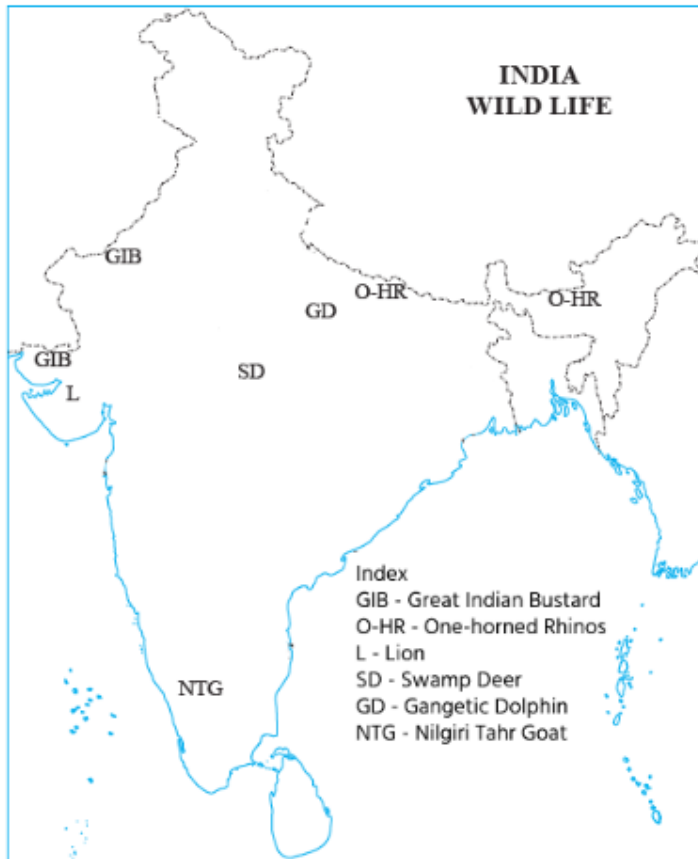 INDIA
WILD LIFE
GIB
O-HR
O-HR
GD
GIB
SD
L
Index
GIB - Great Indian Bustard
O-HR - One-horned Rhinos
L - Lion
SD - Swamp Deer
GD - Gangetic Dolphin
NTG - Nilgiri Tahr Goat
NTG